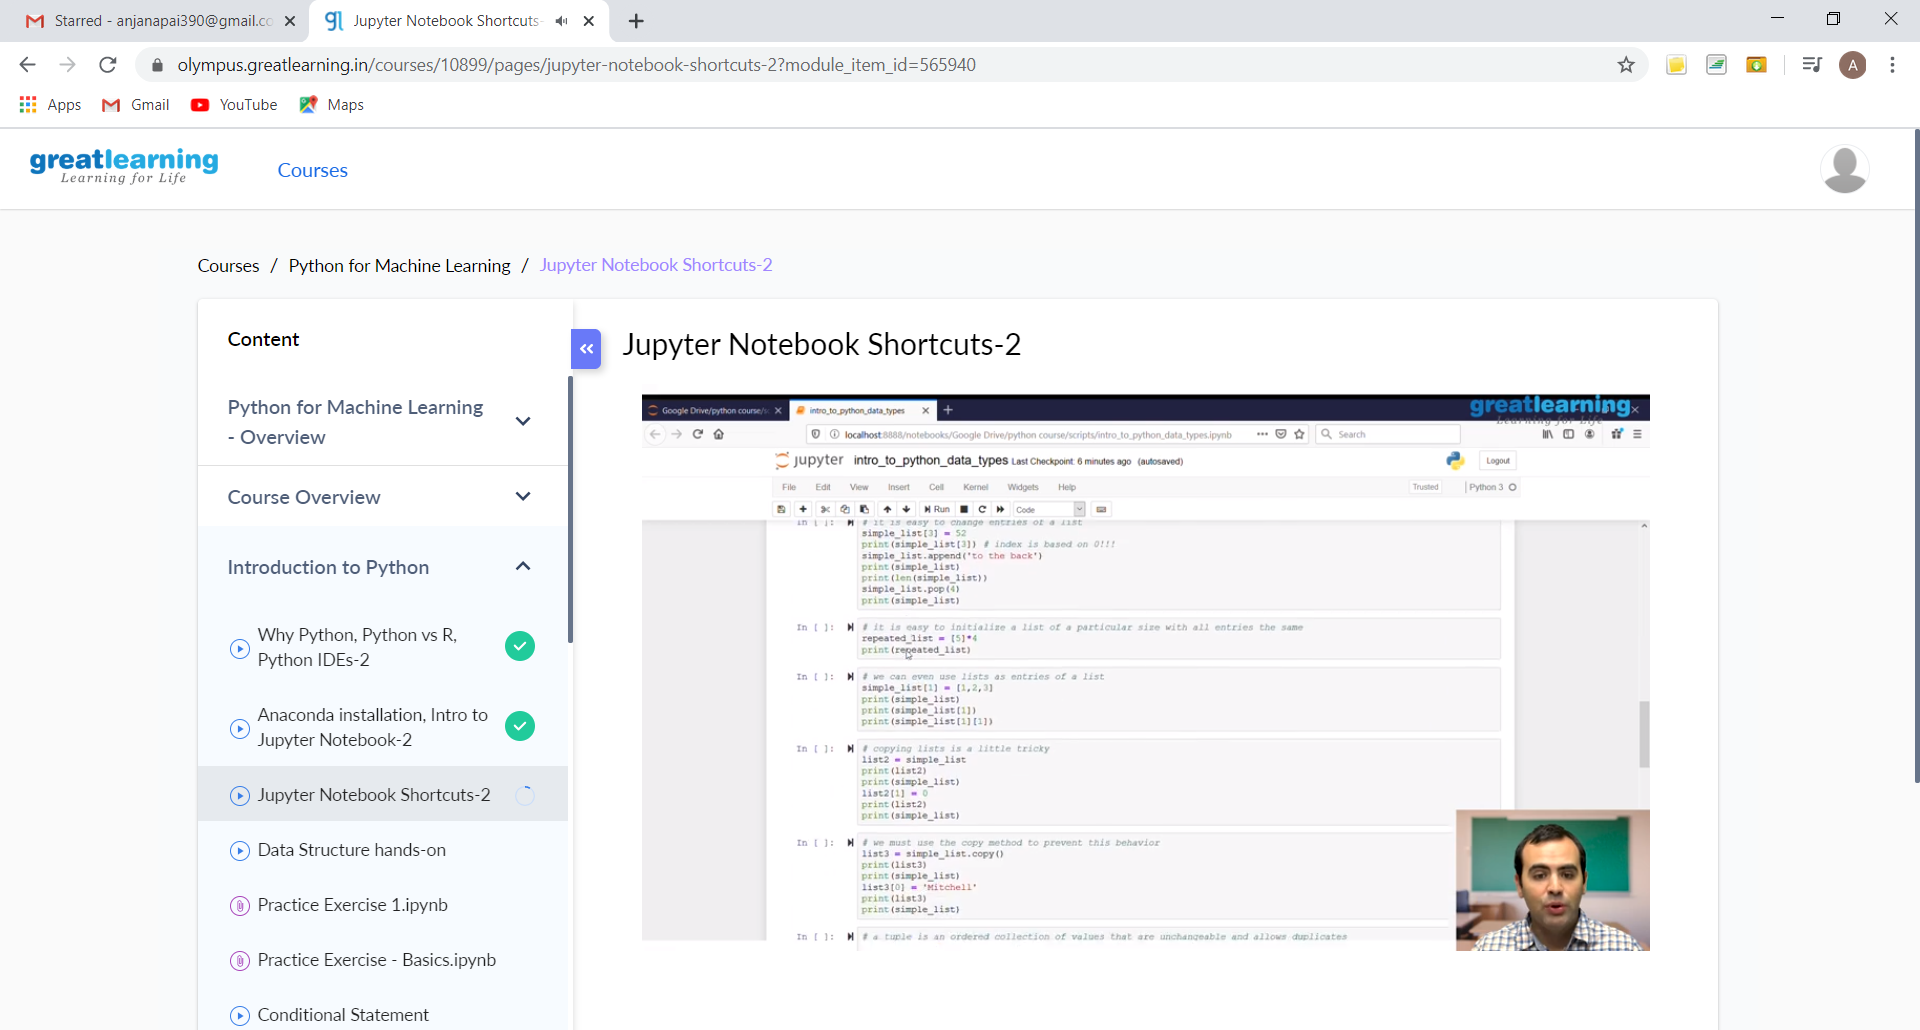 Starred - anjanapai390@gmail.co
Jupyter Notebook Shortcuts-
olympus.greatlearning.in/courses/10899/pages/jupyter-notebook-shortcuts-2?module_item_id=565940
A
Apps
Gmail
YouTube
Maps
greatlearning
Learning for Life
Courses
Courses / Python for Machine Learning / Jupyter Notebook Shortcuts-2
Content
Python for Machine Learning
- Overview
Course Overview
Introduction to Python
Why Python, Python vs R,
Python IDEs-2
Anaconda installation, Intro to
Jupyter Notebook-2
Jupyter Notebook Shortcuts-2
Data Structure hands-on
Practice Exercise 1.ipynb
Practice Exercise - Basics.ipynb
Conditional Statement
Jupyter Notebook Shortcuts-2
Google Drive/python course/s
intro_to_python_data_types
greatlearning
Learning for Life
localhost:8888/notebooks/Google Drive/python course/scripts/intro_to_python_data_types.ipynb
Search
jupyter intro_to_python_data_types Last Checkpoint: 6 minutes ago (autosaved)
Logout
File Edit View Insert Cell Kernel Widgets Help
Trusted
Python 3
Run
Code
In [ ]: # it is easy to change entries of a list
simple_list[3] = 52
print(simple_list[3]) # index is based on 0!!!
simple_list.append('to the back')
print(simple_list)
print(len(simple_list))
simple_list.pop(4)
print(simple_list)
In [ ]: # it is easy to initialize a list of a particular size with all entries the same
repeated_list = [5]*4
print(repeated_list)
In [ ]: # we can even use lists as entries of a list
simple_list[1] = [1,2,3]
print(simple_list)
print(simple_list[1])
print(simple_list[1][1])
In [ ]: # copying lists is a little tricky
list2 = simple_list
print(list2)
print(simple_list)
list2[1] = 0
print(list2)
print(simple_list)
In [ ]: # we must use the copy method to prevent this behavior
list3 = simple_list.copy()
print(list3)
print(simple_list)
list3[0] = 'Mitchell'
print(list3)
print(simple_list)
In [ ]: # a tuple is an ordered collection of values that are unchangeable and allows duplicates